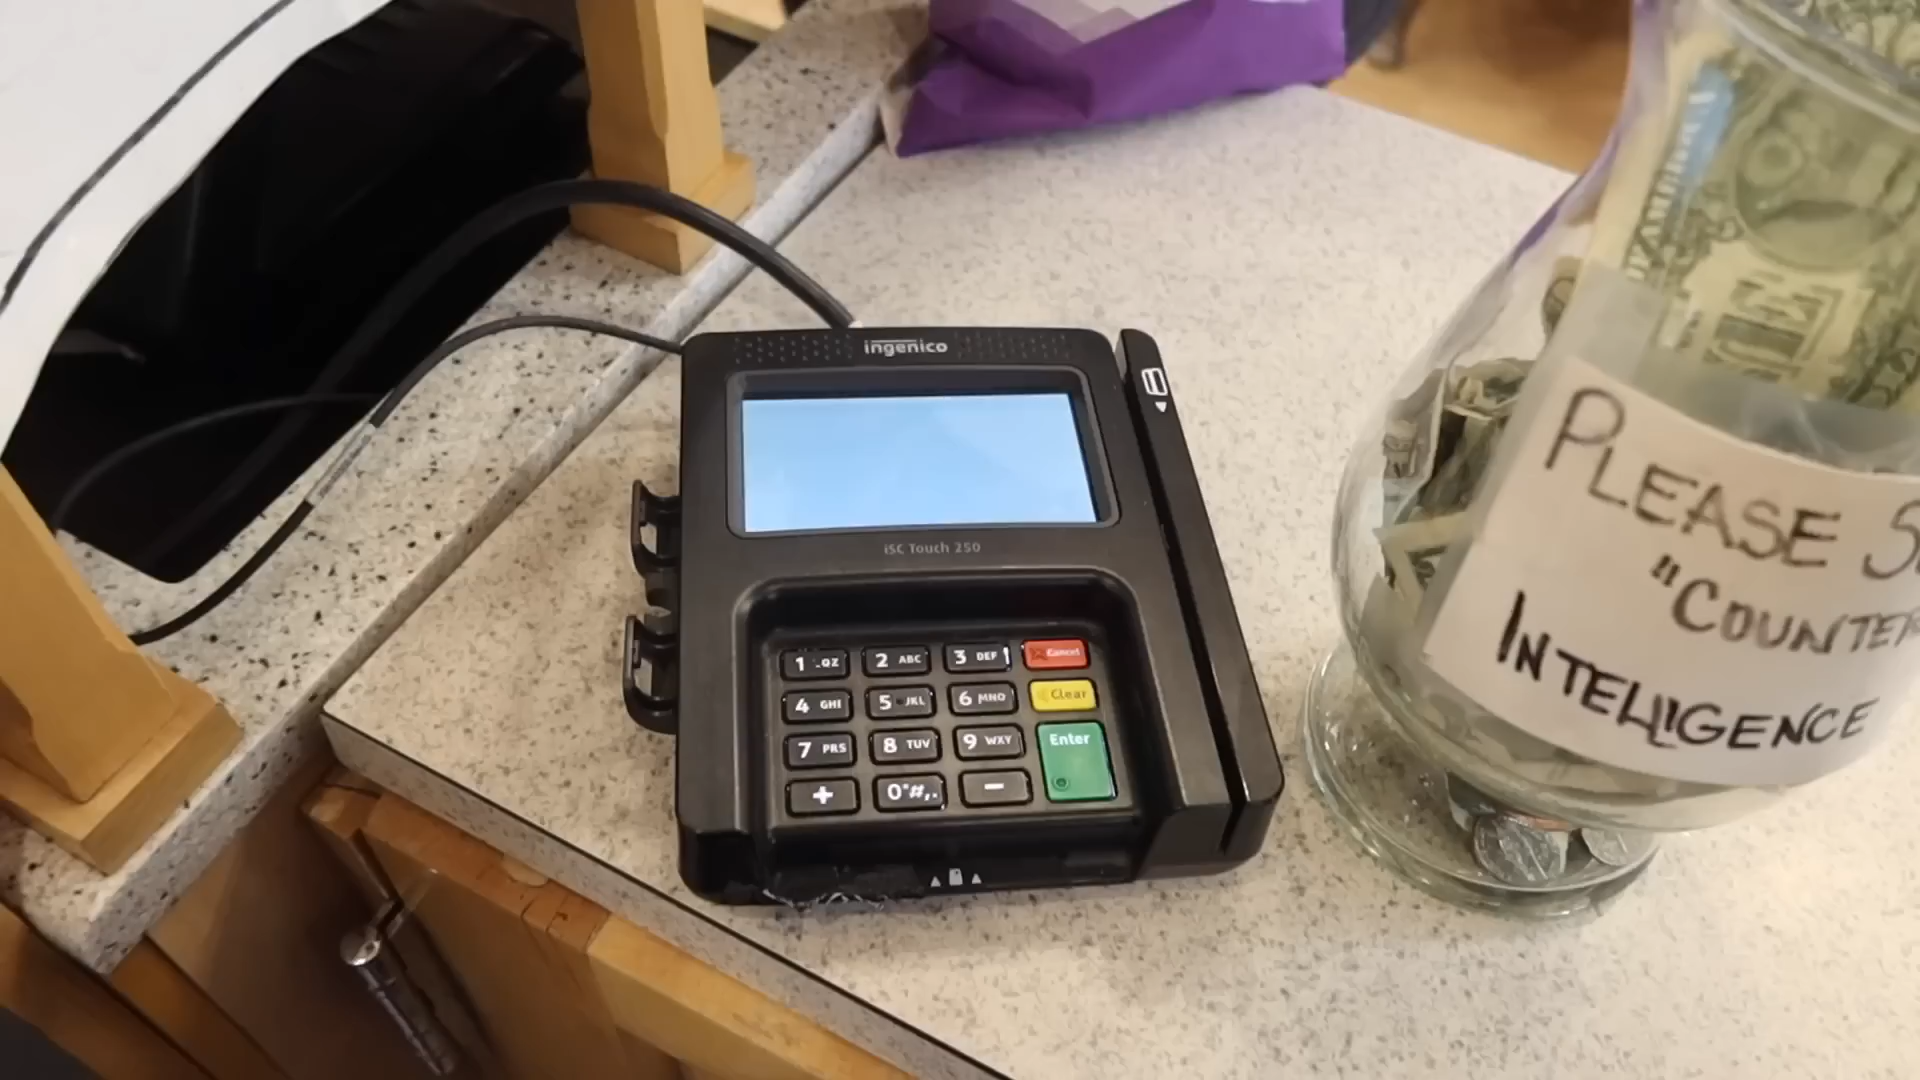 ingenico
iSC Touch 250
1 .QZ
2 ABC
3 DEF
Cancel
4 GHI
5 JKL
6 MNO
Clear
7 PRS
8 TUV
9 WXY
Enter
+
0*#,.
-
PLEASE
"COUNTER
INTELLIGENCE
ONE